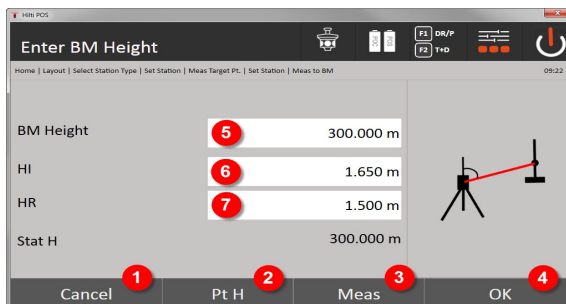 Hilti POS
Enter BM Height
POC
POS
F1 DR/P
F2 T+D
Home | Layout | Select Station Type | Set Station | Meas Target Pt. | Set Station | Meas to BM
09:22
BM Height 5 300.000 m
HI 6 1.650 m
HR 7 1.500 m
Stat H 300.000 m
1 2 3 4
Cancel Pt H Meas OK